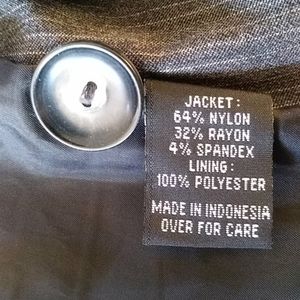 JACKET:
64% NYLON
32% RAYON
4% SPANDEX
LINING:
100% POLYESTER
MADE IN INDONESIA
OVER FOR CARE